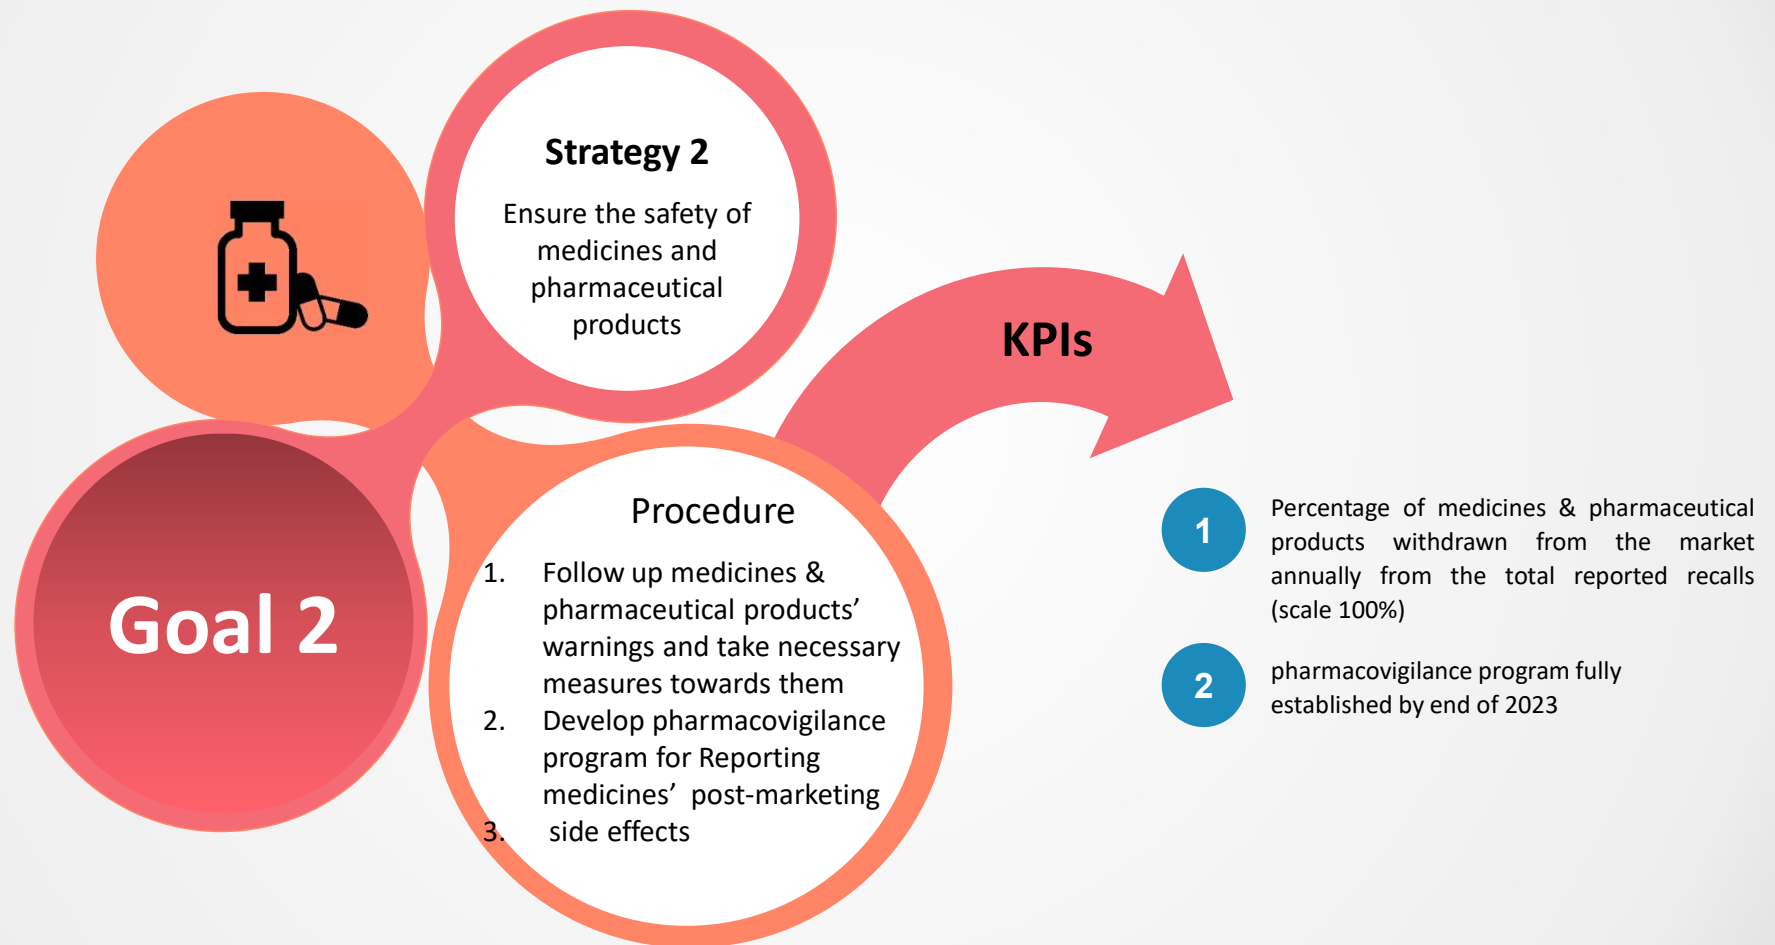 Strategy 2
Ensure the safety of
medicines and
pharmaceutical
products
KPIs
Goal 2
Procedure
1. Follow up medicines &
pharmaceutical products’
warnings and take necessary
measures towards them
2. Develop pharmacovigilance
program for Reporting
medicines’ post-marketing
3. side effects
1
Percentage of medicines & pharmaceutical
products withdrawn from the market
annually from the total reported recalls
(scale 100%)
2
pharmacovigilance program fully
established by end of 2023